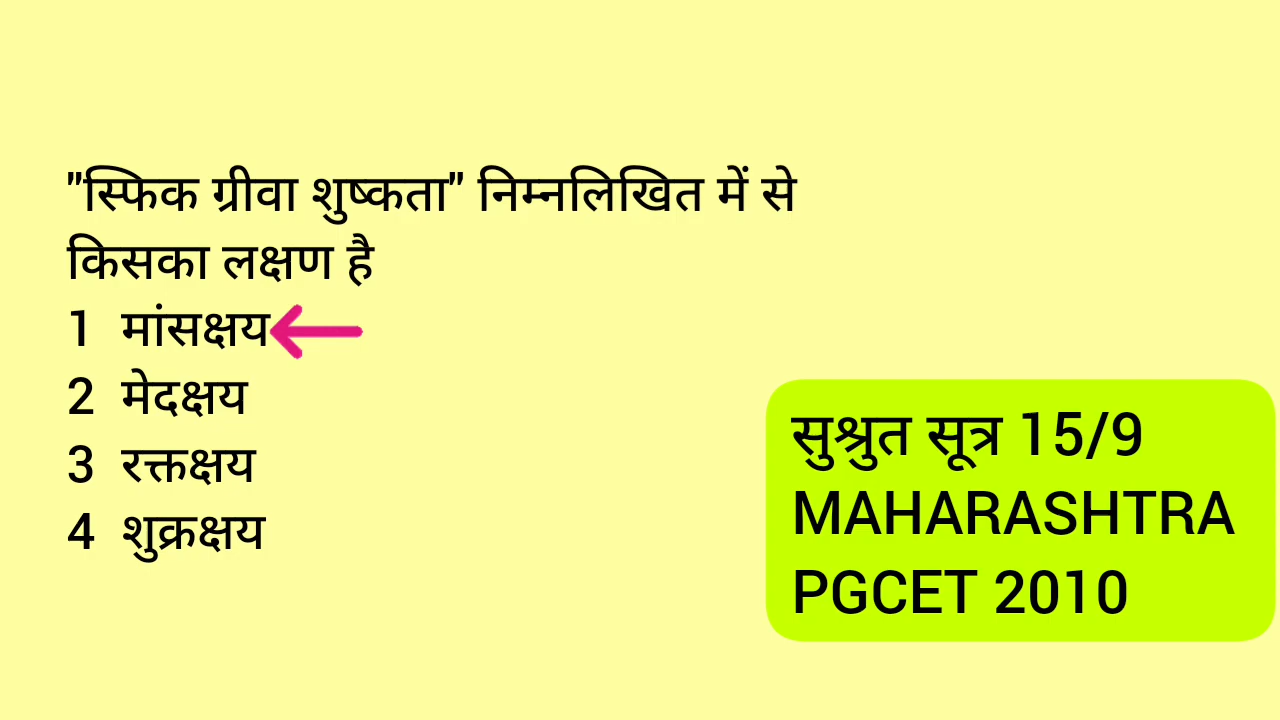 "स्फिक ग्रीवा शुष्कता" निम्नलिखित में से
किसका लक्षण है
1 मांसक्षय
2 मेदक्षय
3 रक्तक्षय
4 शुक्रक्षय
सुश्रुत सूत्र 15/9
MAHARASHTRA
PGCET 2010